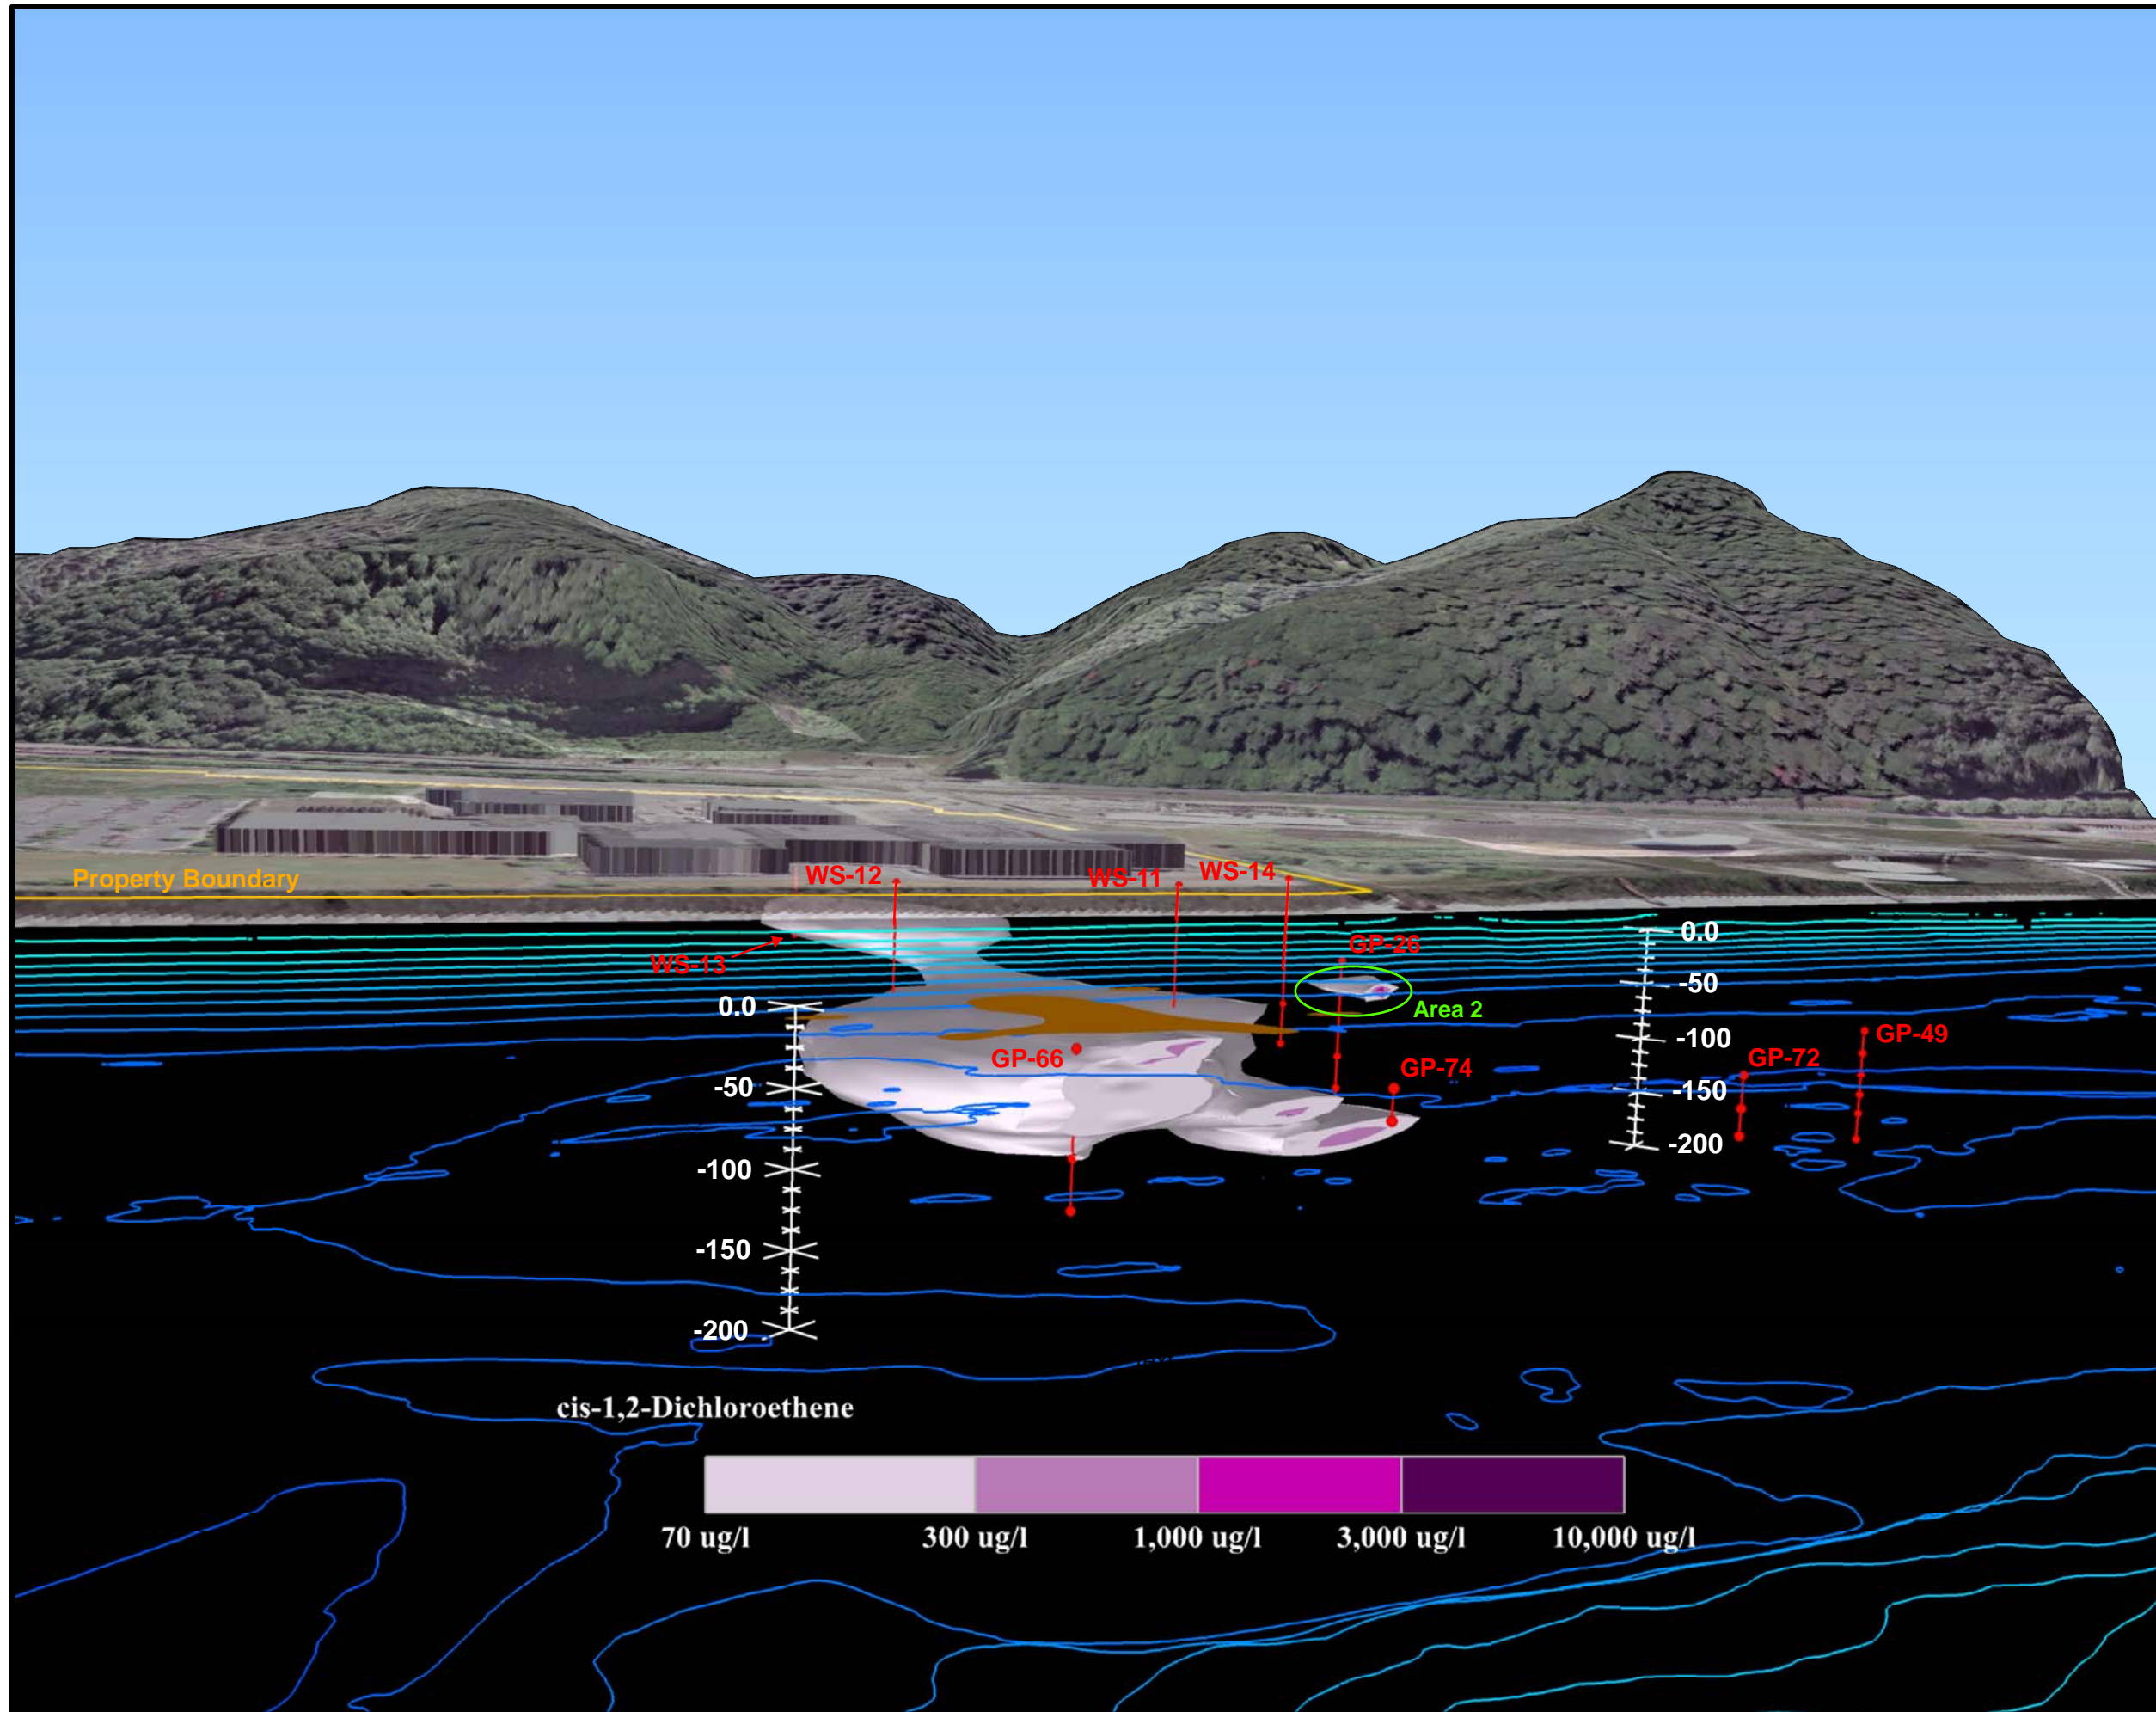 Property Boundary
WS-12
WS-11
WS-14
WS-13
GP-26
Area 2
0.0
-50
-100
-150
-200
0.0
-50
-100
-150
-200
GP-66
GP-74
GP-72
GP-49
cis-1,2-Dichloroethene
70 ug/l
300 ug/l
1,000 ug/l
3,000 ug/l
10,000 ug/l